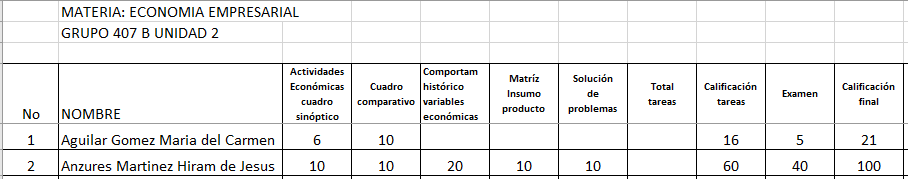 MATERIA: ECONOMIA EMPRESARIAL
GRUPO 407 B UNIDAD 2
No NOMBRE Actividades Económicas cuadro sinóptico Cuadro comparativo Comportam histórico variables económicas Matríz Insumo producto Solución de problemas Total tareas Calificación tareas Examen Calificación final
1 Aguilar Gomez Maria del Carmen 6 10 16 5 21
2 Anzures Martinez Hiram de Jesus 10 10 20 10 10 60 40 100